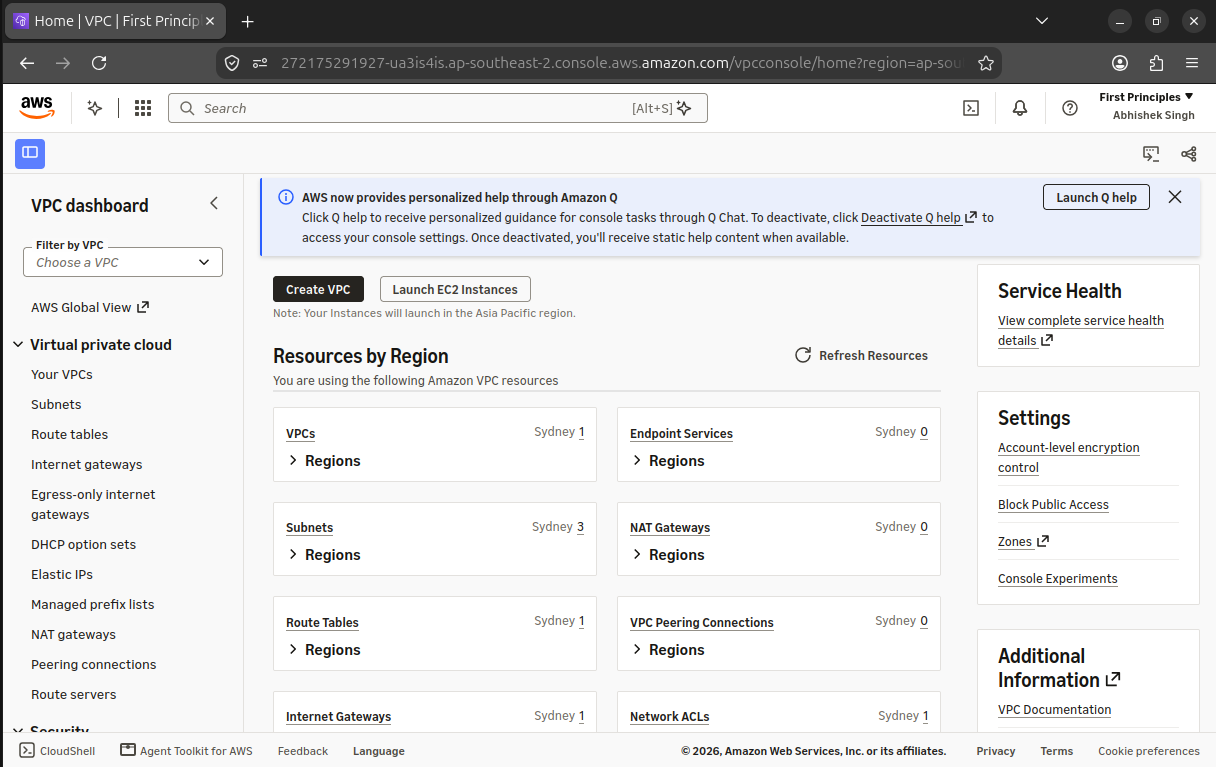 Home | VPC | First Princip
272175291927-ua3is4is.ap-southeast-2.console.aws.amazon.com/vpcconsole/home?region=ap-sou
aws
Search
[Alt+S]
First Principles
Abhishek Singh
VPC dashboard
Filter by VPC
Choose a VPC
AWS Global View
Virtual private cloud
Your VPCs
Subnets
Route tables
Internet gateways
Egress-only internet
gateways
DHCP option sets
Elastic IPs
Managed prefix lists
NAT gateways
Peering connections
Route servers
Security
AWS now provides personalized help through Amazon Q
Click Q help to receive personalized guidance for console tasks through Q Chat. To deactivate, click Deactivate Q help to
access your console settings. Once deactivated, you'll receive static help content when available.
Launch Q help
Create VPC
Launch EC2 Instances
Note: Your Instances will launch in the Asia Pacific region.
Resources by Region
Refresh Resources
You are using the following Amazon VPC resources
VPCs
Sydney 1
Regions
Endpoint Services
Sydney 0
Regions
Subnets
Sydney 3
Regions
NAT Gateways
Sydney 0
Regions
Route Tables
Sydney 1
Regions
VPC Peering Connections
Sydney 0
Regions
Internet Gateways
Sydney 1
Network ACLs
Sydney 1
Service Health
View complete service health
details
Settings
Account-level encryption
control
Block Public Access
Zones
Console Experiments
Additional
Information
VPC Documentation
CloudShell
Agent Toolkit for AWS
Feedback
Language
© 2026, Amazon Web Services, Inc. or its affiliates.
Privacy
Terms
Cookie preferences